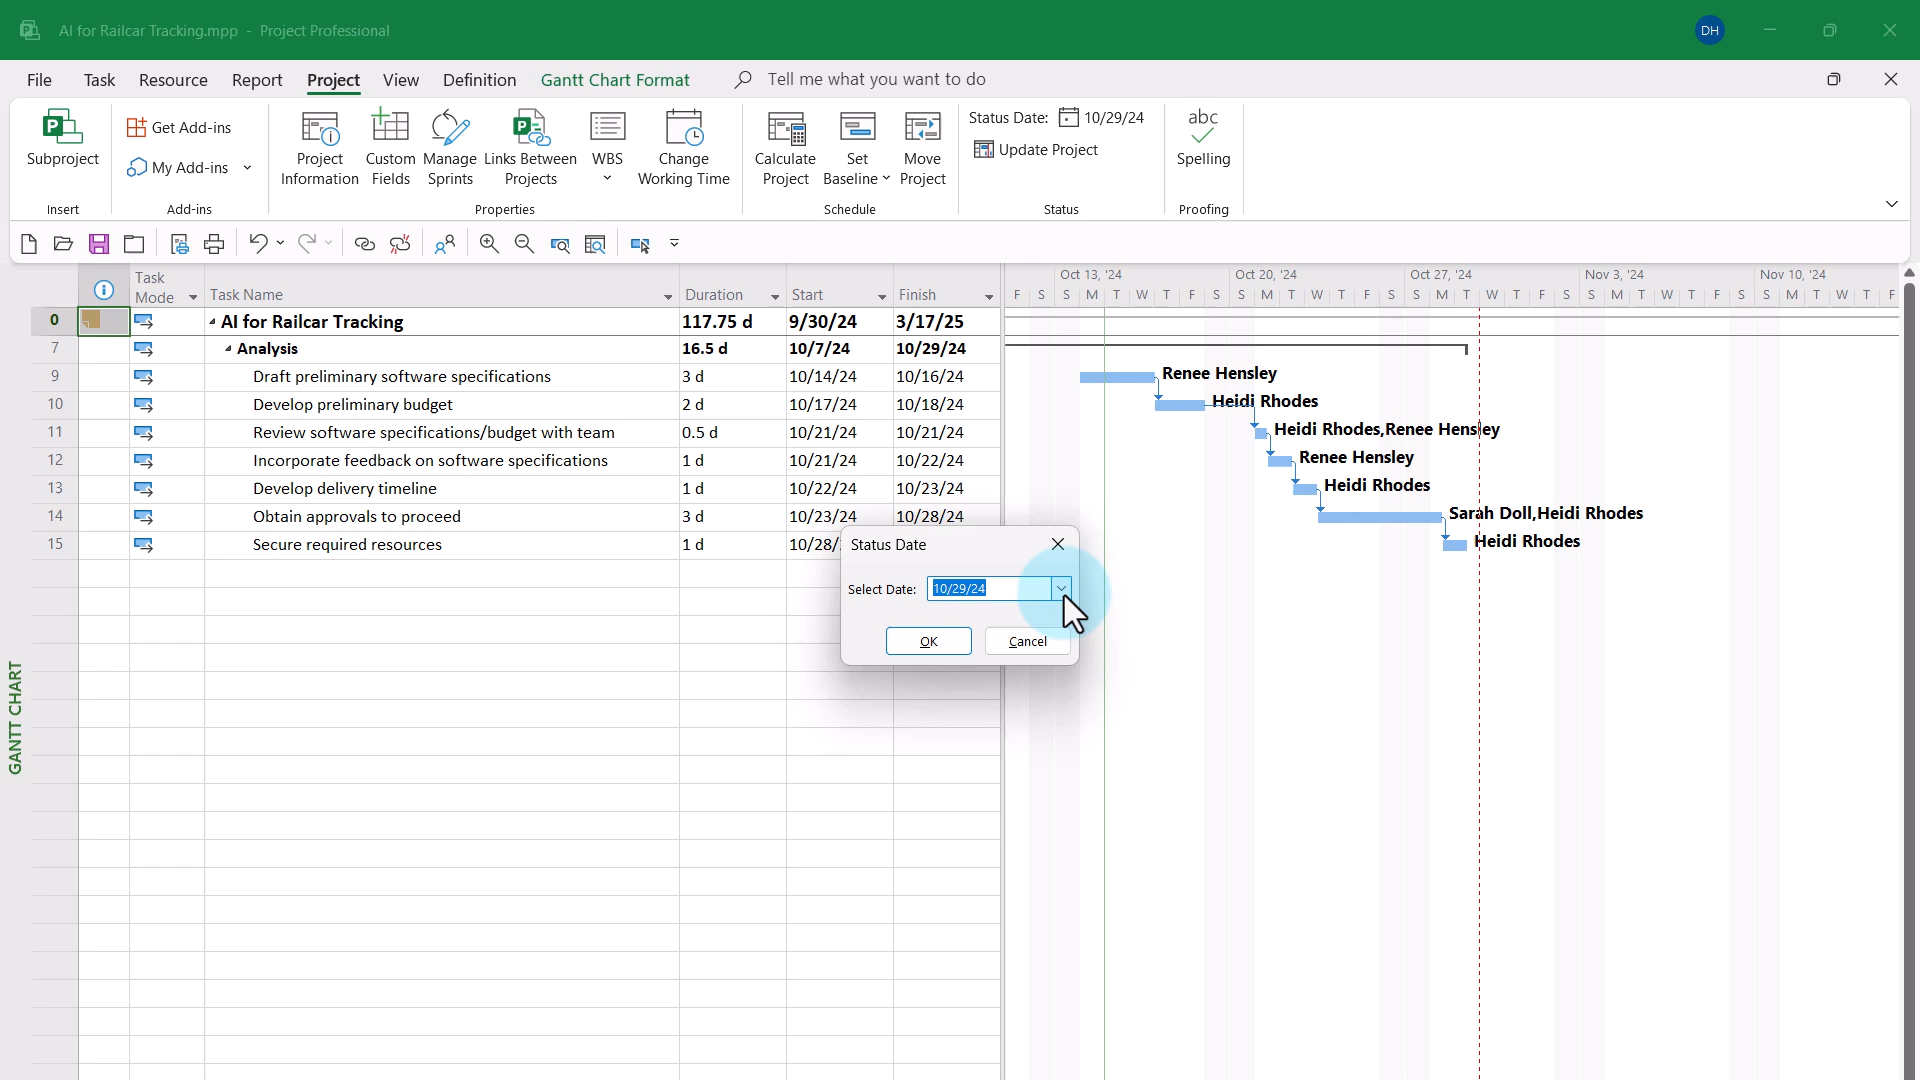 AI for Railcar Tracking.mpp - Project Professional
DH
File Task Resource Report Project View Definition Gantt Chart Format Tell me what you want to do
Subproject
Insert
Get Add-ins
My Add-ins
Add-ins
Project Information
Custom Fields
Manage Sprints
Links Between Projects
WBS
Change Working Time
Properties
Calculate Project
Set Baseline
Move Project
Schedule
Status Date: 10/29/24
Update Project
Status
abc
Spelling
Proofing
Task Mode Task Name Duration Start Finish
Oct 13, '24 Oct 20, '24 Oct 27, '24 Nov 3, '24 Nov 10, '24
F S S M T W T F S S M T W T F S S M T W T F S S M T W T F S S M T W T F
0 AI for Railcar Tracking 117.75 d 9/30/24 3/17/25
7 Analysis 16.5 d 10/7/24 10/29/24
9 Draft preliminary software specifications 3 d 10/14/24 10/16/24 Renee Hensley
10 Develop preliminary budget 2 d 10/17/24 10/18/24 Heidi Rhodes
11 Review software specifications/budget with team 0.5 d 10/21/24 10/21/24 Heidi Rhodes,Renee Hensley
12 Incorporate feedback on software specifications 1 d 10/21/24 10/22/24 Renee Hensley
13 Develop delivery timeline 1 d 10/22/24 10/23/24 Heidi Rhodes
14 Obtain approvals to proceed 3 d 10/23/24 10/28/24 Sarah Doll,Heidi Rhodes
15 Secure required resources 1 d 10/28/ Heidi Rhodes
Status Date
Select Date: 10/29/24
OK Cancel
GANTT CHART